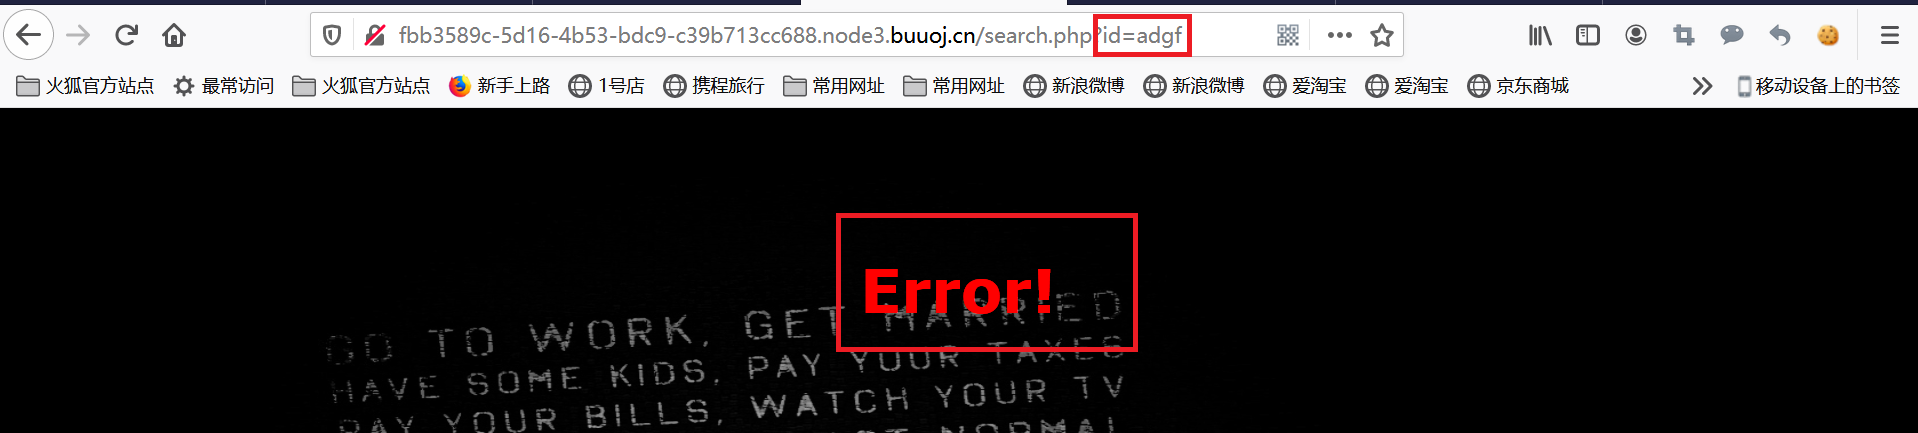 fbb3589c-5d16-4b53-bdc9-c39b713cc688.node3.buuoj.cn/search.php?id=adgf
火狐官方站点 最常访问 火狐官方站点 新手上路 1号店 携程旅行 常用网址 常用网址 新浪微博 新浪微博 爱淘宝 爱淘宝 京东商城 移动设备上的书签
Error!
GO TO WORK, GET MARRIED
HAVE SOME KIDS, PAY YOUR TAXES
PAY YOUR BILLS, WATCH YOUR TV
NORMAL